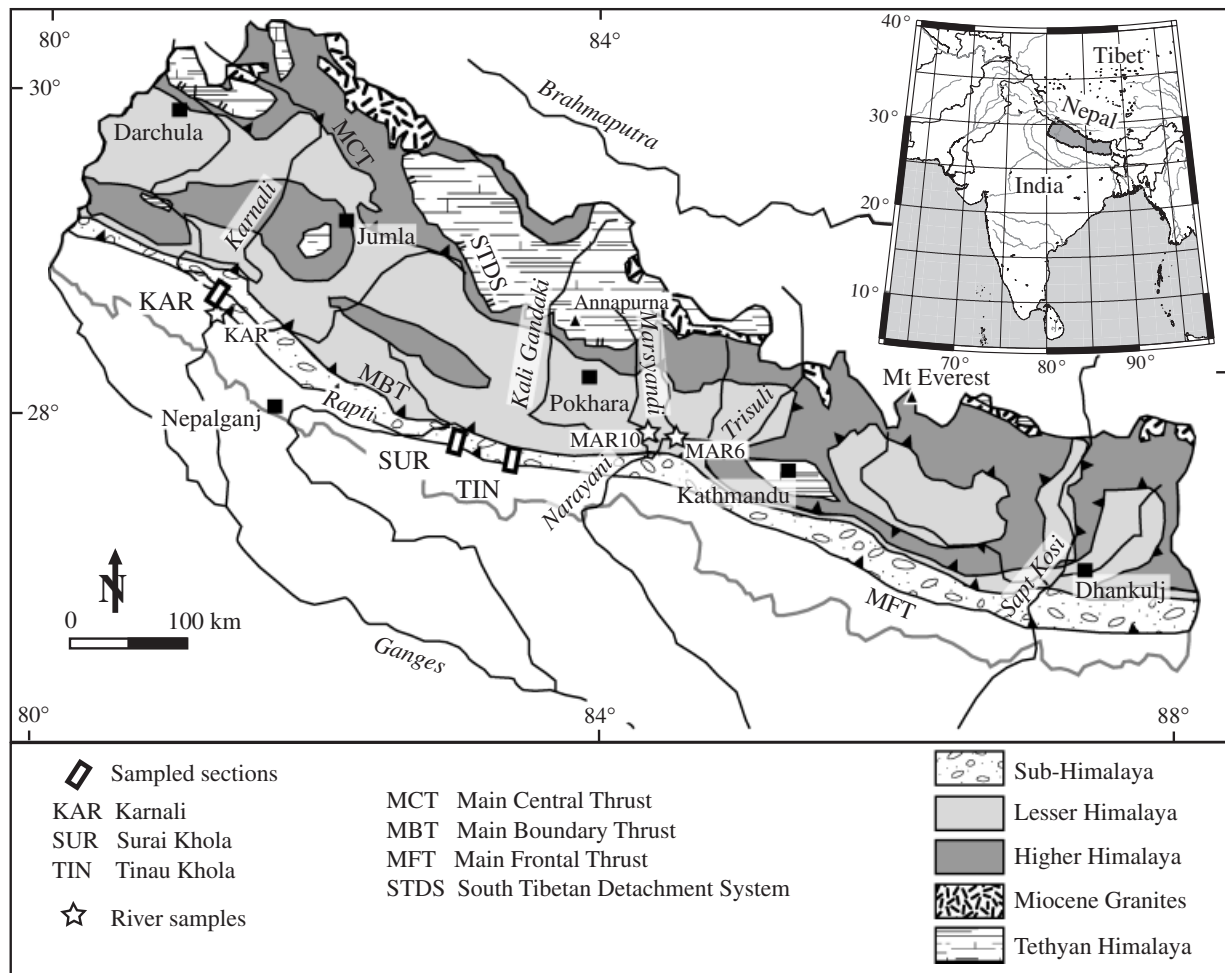 80°
84°
30°
28°
80°
84°
88°
Darchula
MCT
Karnali
Jumla
STDS
Brahmaputra
KAR
KAR
Kali Gandaki
Annapurna
Marsyandi
MBT
Rapti
Nepalganj
Pokhara
Trisuli
Mt Everest
SUR
TIN
MAR10
MAR6
Narayani
Kathmandu
MFT
Sapt Kosi
Dhankulj
Ganges
N
0 100 km
40°
30°
20°
10°
70°
80°
90°
Tibet
Nepal
India
Sampled sections
KAR Karnali
SUR Surai Khola
TIN Tinau Khola
River samples
MCT Main Central Thrust
MBT Main Boundary Thrust
MFT Main Frontal Thrust
STDS South Tibetan Detachment System
Sub-Himalaya
Lesser Himalaya
Higher Himalaya
Miocene Granites
Tethyan Himalaya